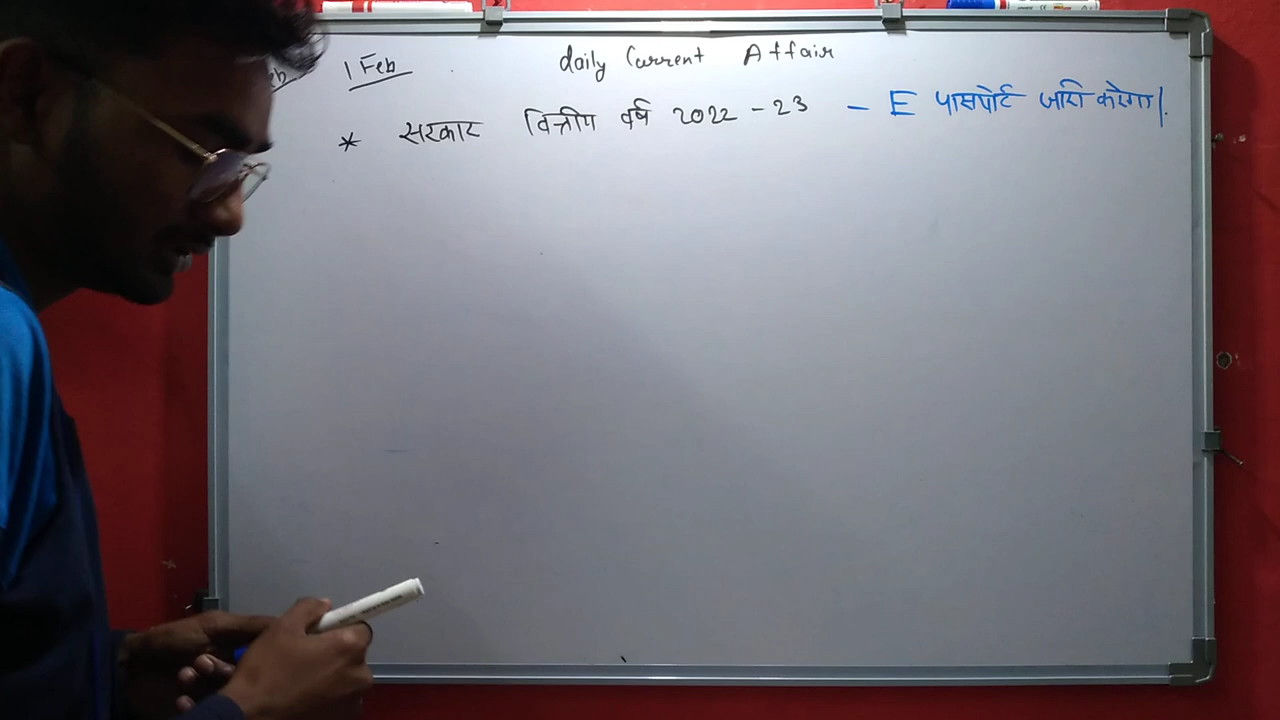 1 Feb
daily Current Affair
* सरकार वित्तीय वर्ष 2022 - 23 - E पासपोर्ट जारी करेगा|.